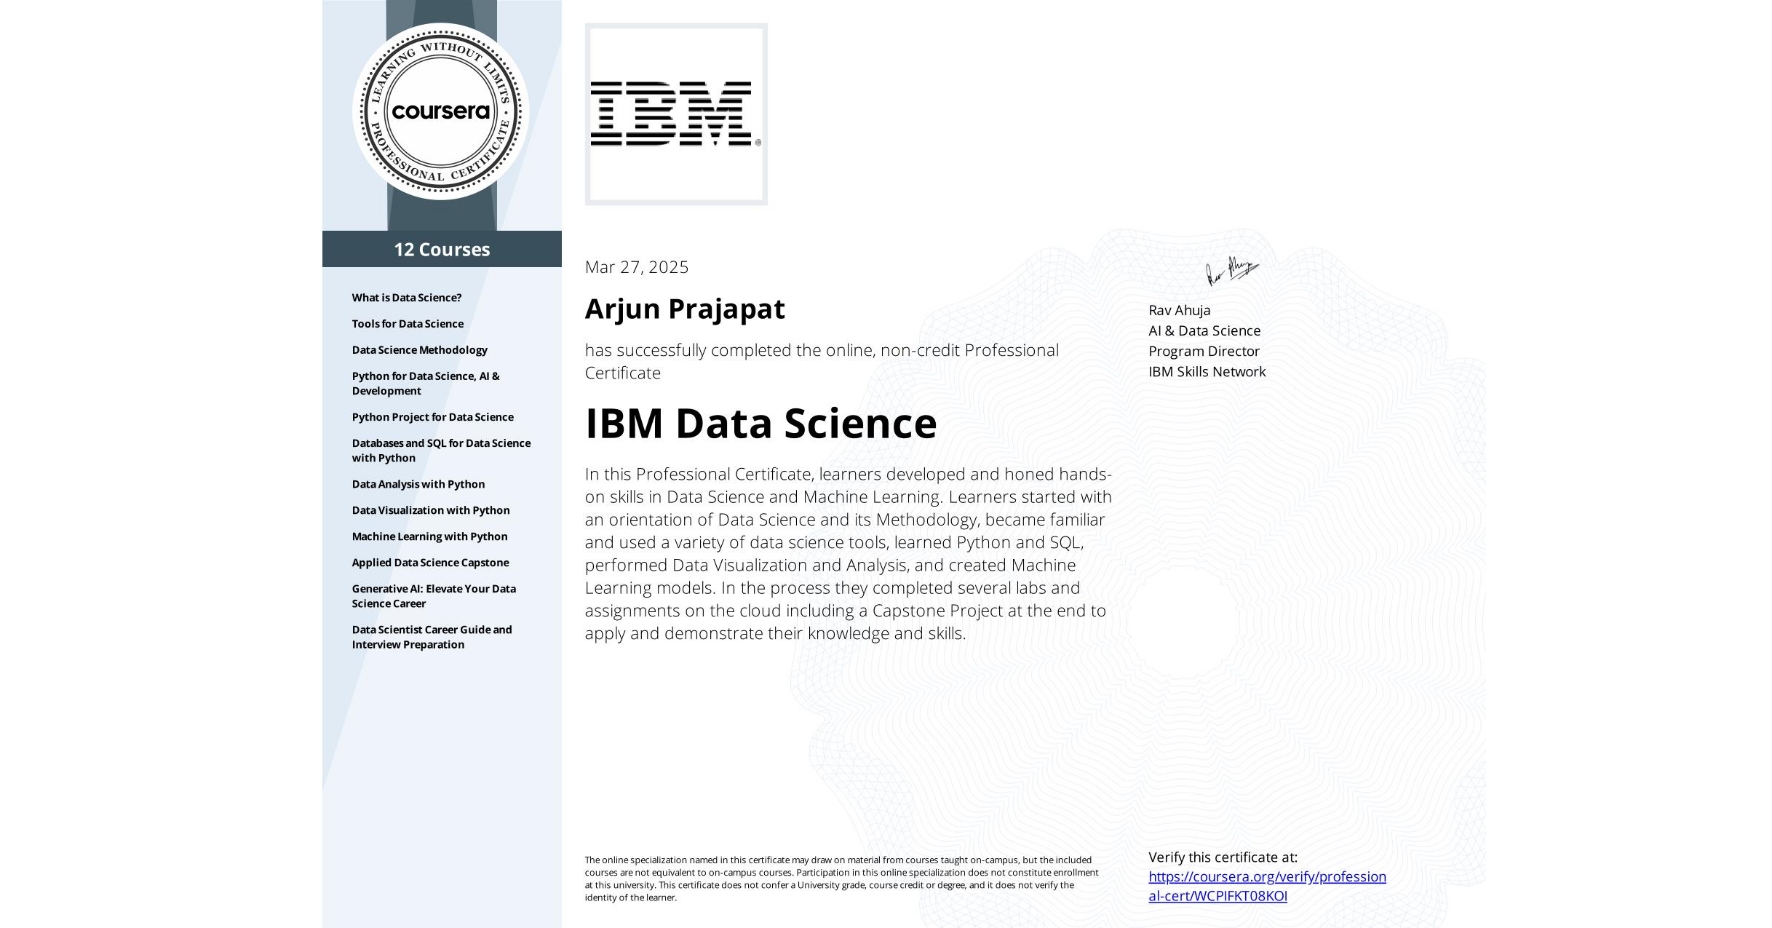 LEARNING WITHOUT LIMITS
coursera
PROFESSIONAL CERTIFICATE
12 Courses
What is Data Science?
Tools for Data Science
Data Science Methodology
Python for Data Science, AI &
Development
Python Project for Data Science
Databases and SQL for Data Science
with Python
Data Analysis with Python
Data Visualization with Python
Machine Learning with Python
Applied Data Science Capstone
Generative AI: Elevate Your Data
Science Career
Data Scientist Career Guide and
Interview Preparation
IBM®
Mar 27, 2025
Arjun Prajapat
has successfully completed the online, non-credit Professional
Certificate
IBM Data Science
In this Professional Certificate, learners developed and honed hands-
on skills in Data Science and Machine Learning. Learners started with
an orientation of Data Science and its Methodology, became familiar
and used a variety of data science tools, learned Python and SQL,
performed Data Visualization and Analysis, and created Machine
Learning models. In the process they completed several labs and
assignments on the cloud including a Capstone Project at the end to
apply and demonstrate their knowledge and skills.
Rav Ahuja
Rav Ahuja
AI & Data Science
Program Director
IBM Skills Network
The online specialization named in this certificate may draw on material from courses taught on-campus, but the included
courses are not equivalent to on-campus courses. Participation in this online specialization does not constitute enrollment
at this university. This certificate does not confer a University grade, course credit or degree, and it does not verify the
identity of the learner.
Verify this certificate at:
https://coursera.org/verify/profession
al-cert/WCPIFKT08KOI